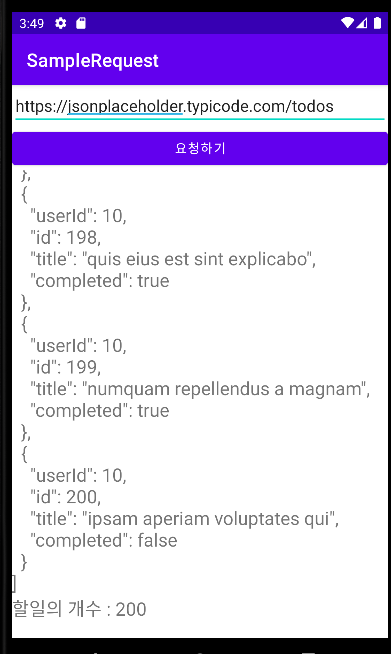 3:49
SampleRequest
https://jsonplaceholder.typicode.com/todos
요청하기
},
{
"userId": 10,
"id": 198,
"title": "quis eius est sint explicabo",
"completed": true
},
{
"userId": 10,
"id": 199,
"title": "numquam repellendus a magnam",
"completed": true
},
{
"userId": 10,
"id": 200,
"title": "ipsam aperiam voluptates qui",
"completed": false
}
]
할일의 개수 : 200